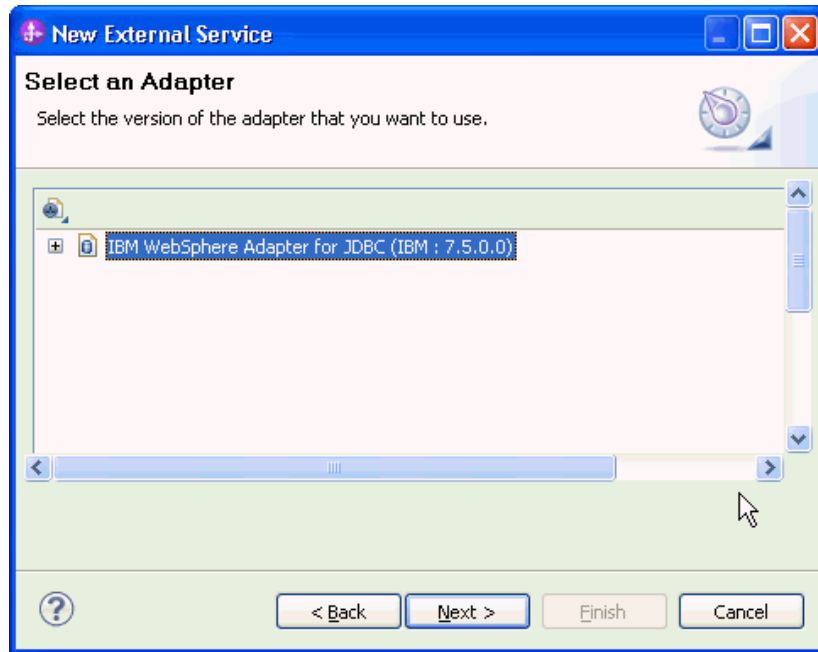 New External Service
Select an Adapter
Select the version of the adapter that you want to use.
IBM WebSphere Adapter for JDBC (IBM : 7.5.0.0)
?
< Back
Next >
Finish
Cancel